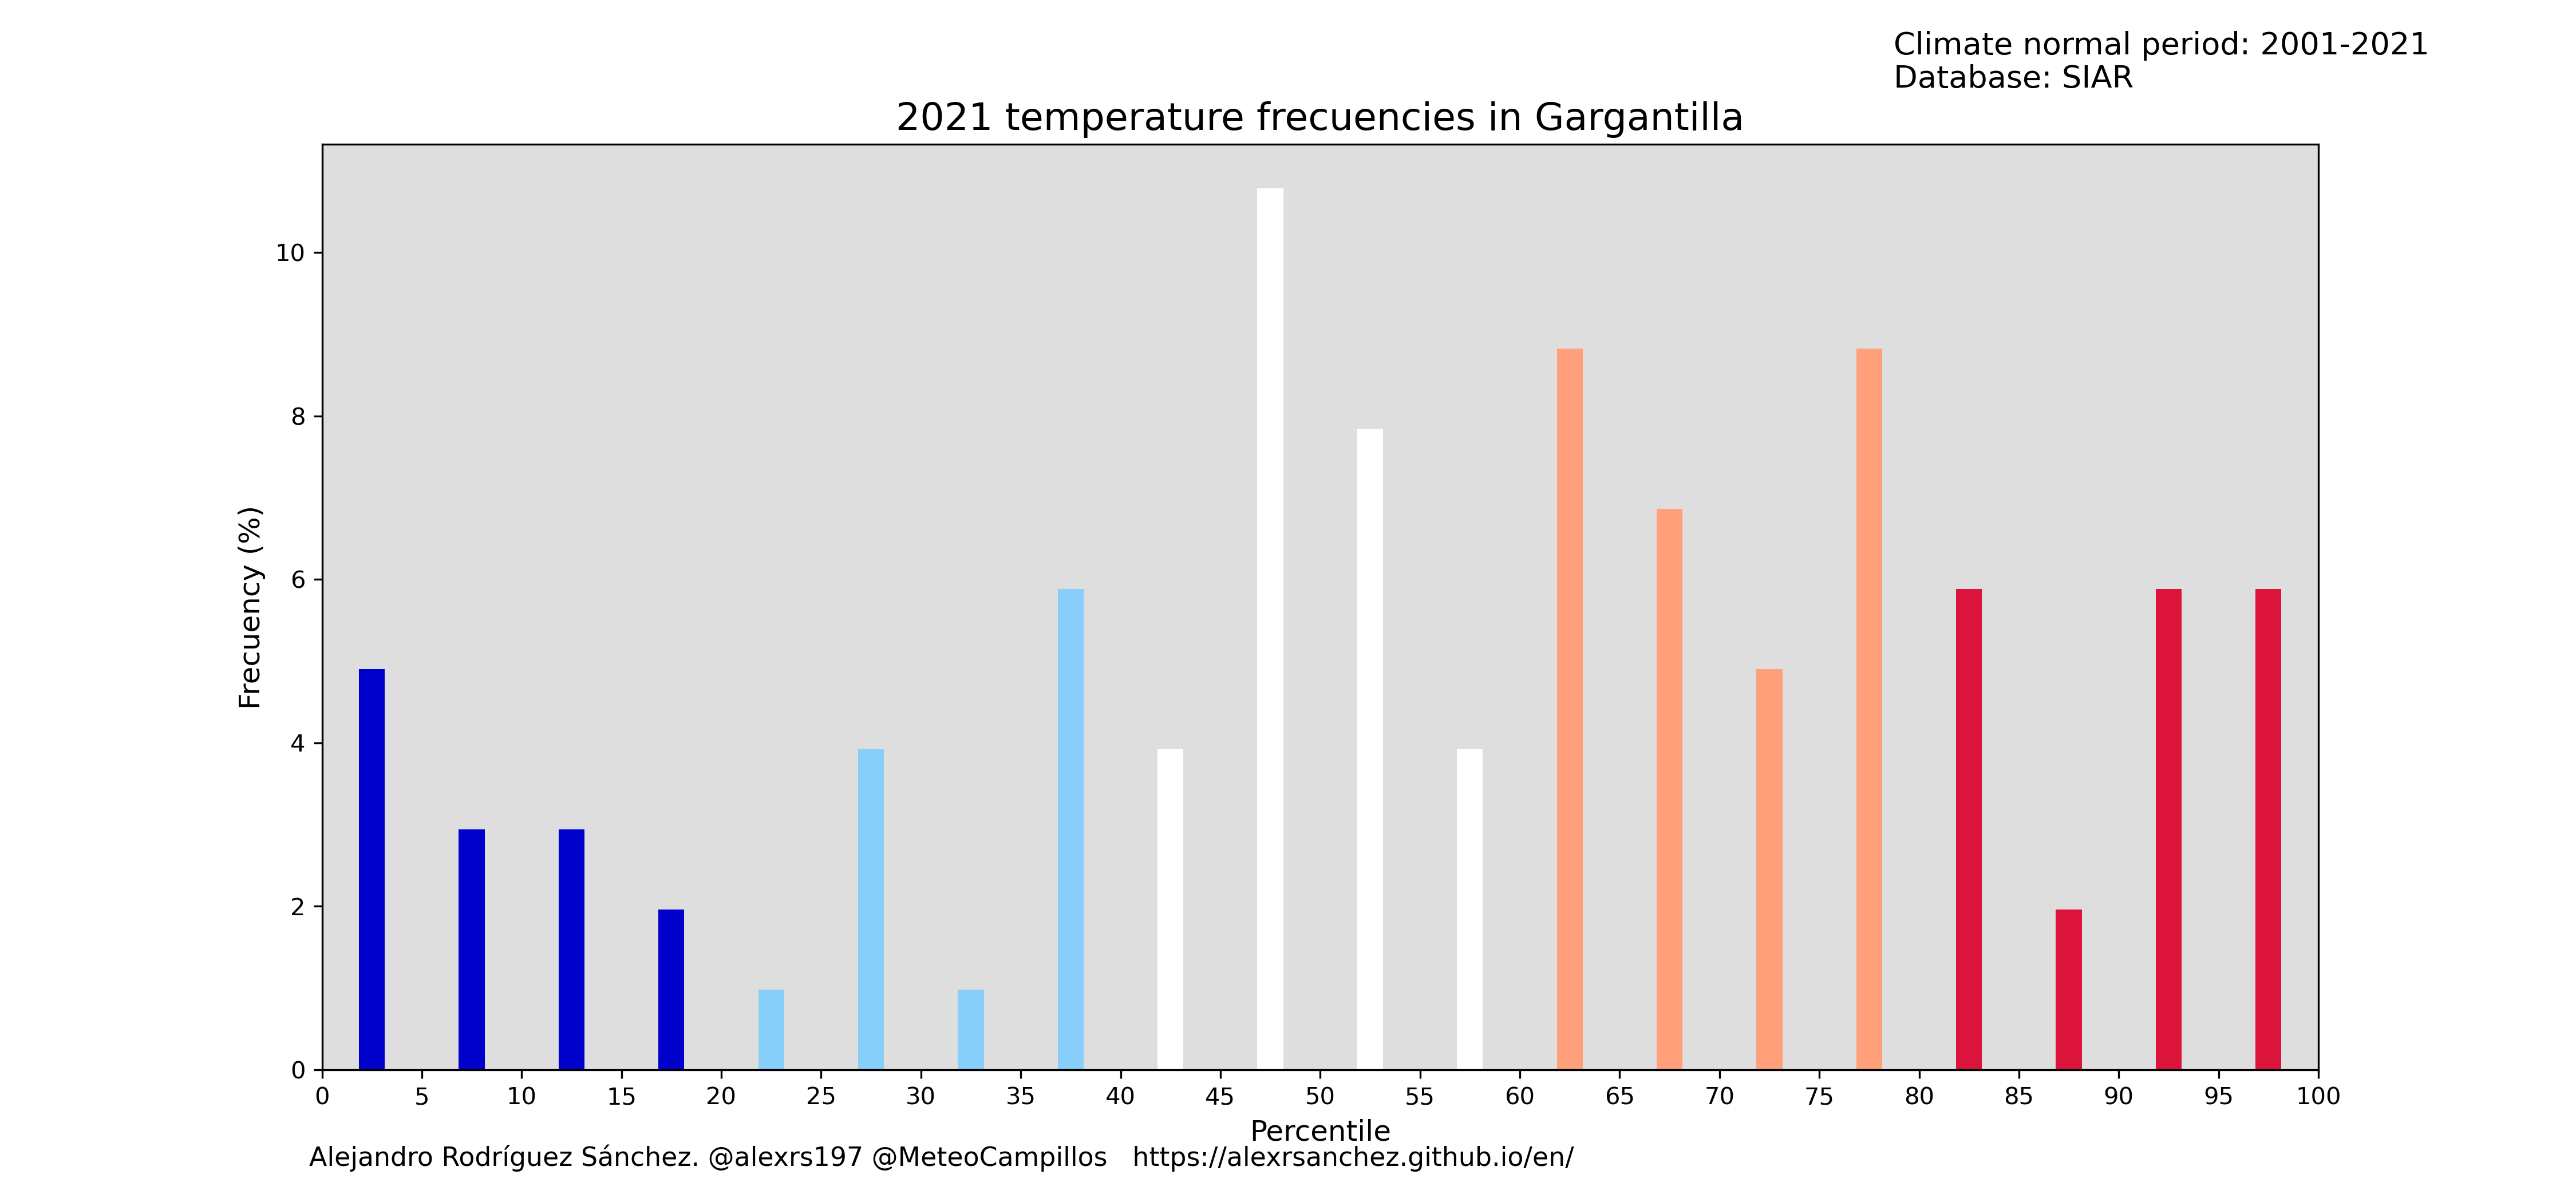 Climate normal period: 2001-2021
Database: SIAR
2021 temperature frecuencies in Gargantilla
10
8
6
4
2
0
Frecuency (%)
0 5 10 15 20 25 30 35 40 45 50 55 60 65 70 75 80 85 90 95 100
Percentile
Alejandro Rodríguez Sánchez. @alexrs197 @MeteoCampillos https://alexrsanchez.github.io/en/